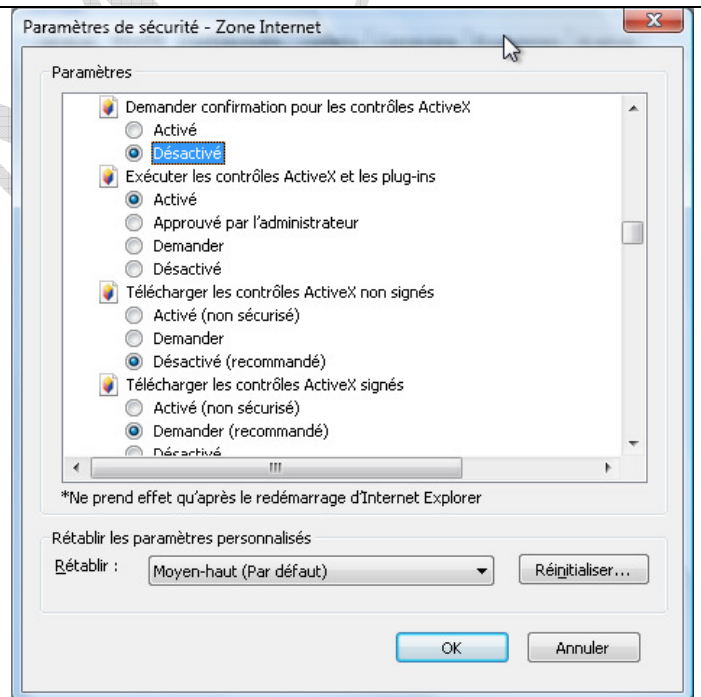 Paramètres de sécurité - Zone Internet
Paramètres
Demander confirmation pour les contrôles ActiveX
Activé
Désactivé
Exécuter les contrôles ActiveX et les plug-ins
Activé
Approuvé par l'administrateur
Demander
Désactivé
Télécharger les contrôles ActiveX non signés
Activé (non sécurisé)
Demander
Désactivé (recommandé)
Télécharger les contrôles ActiveX signés
Activé (non sécurisé)
Demander (recommandé)
Désactivé
*Ne prend effet qu'après le redémarrage d'Internet Explorer
Rétablir les paramètres personnalisés
Rétablir : Moyen-haut (Par défaut) Réinitialiser...
OK Annuler